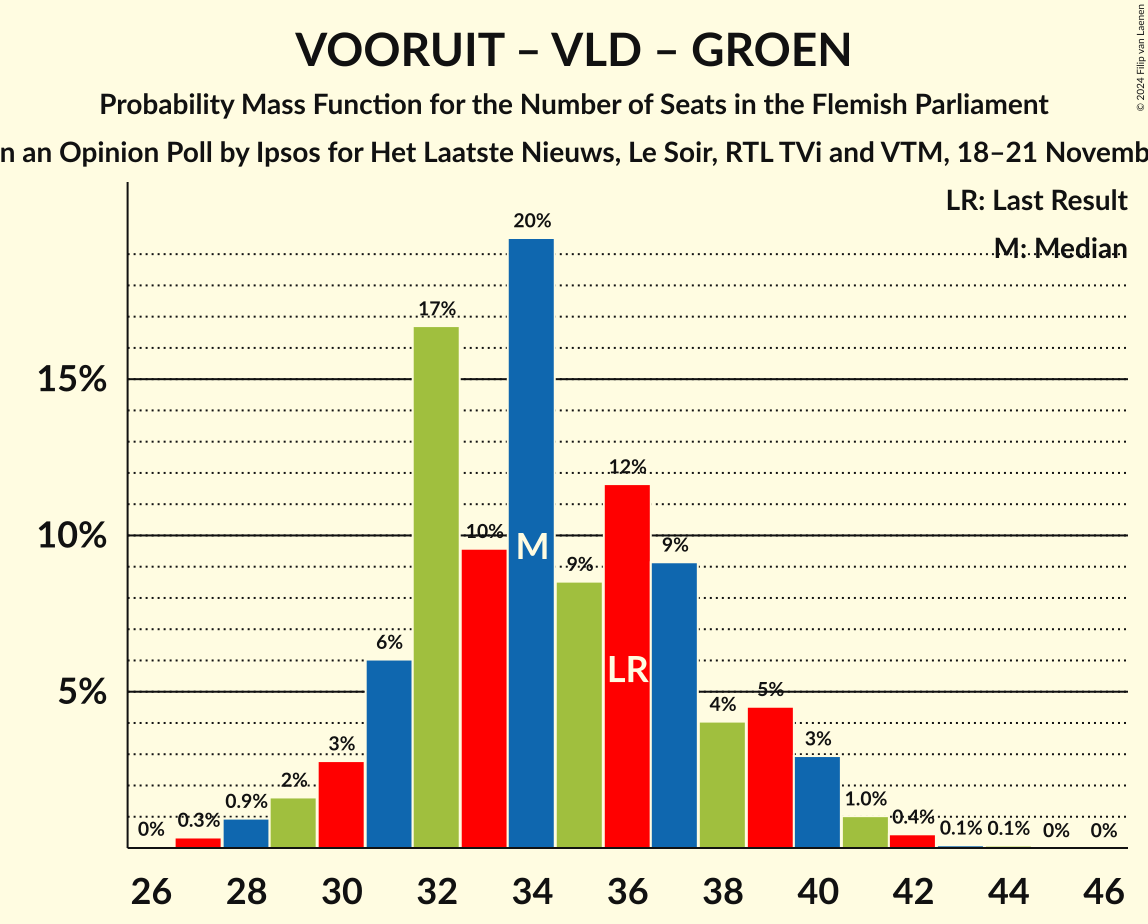 VOORUIT – VLD – GROEN
Probability Mass Function for the Number of Seats in the Flemish Parliament
an Opinion Poll by Ipsos for Het Laatste Nieuws, Le Soir, RTL TVi and VTM, 18–21
© 2024 Filip van Laenen
LR: Last Result
M: Median
20%
17%
15%
12%
10%
10%
9%
9%
M
6%
LR
5%
5%
4%
3%
3%
2%
0.9%
1.0%
0% 0.3% 0.4% 0.1% 0.1% 0% 0%
26 28 30 32 34 36 38 40 42 44 46